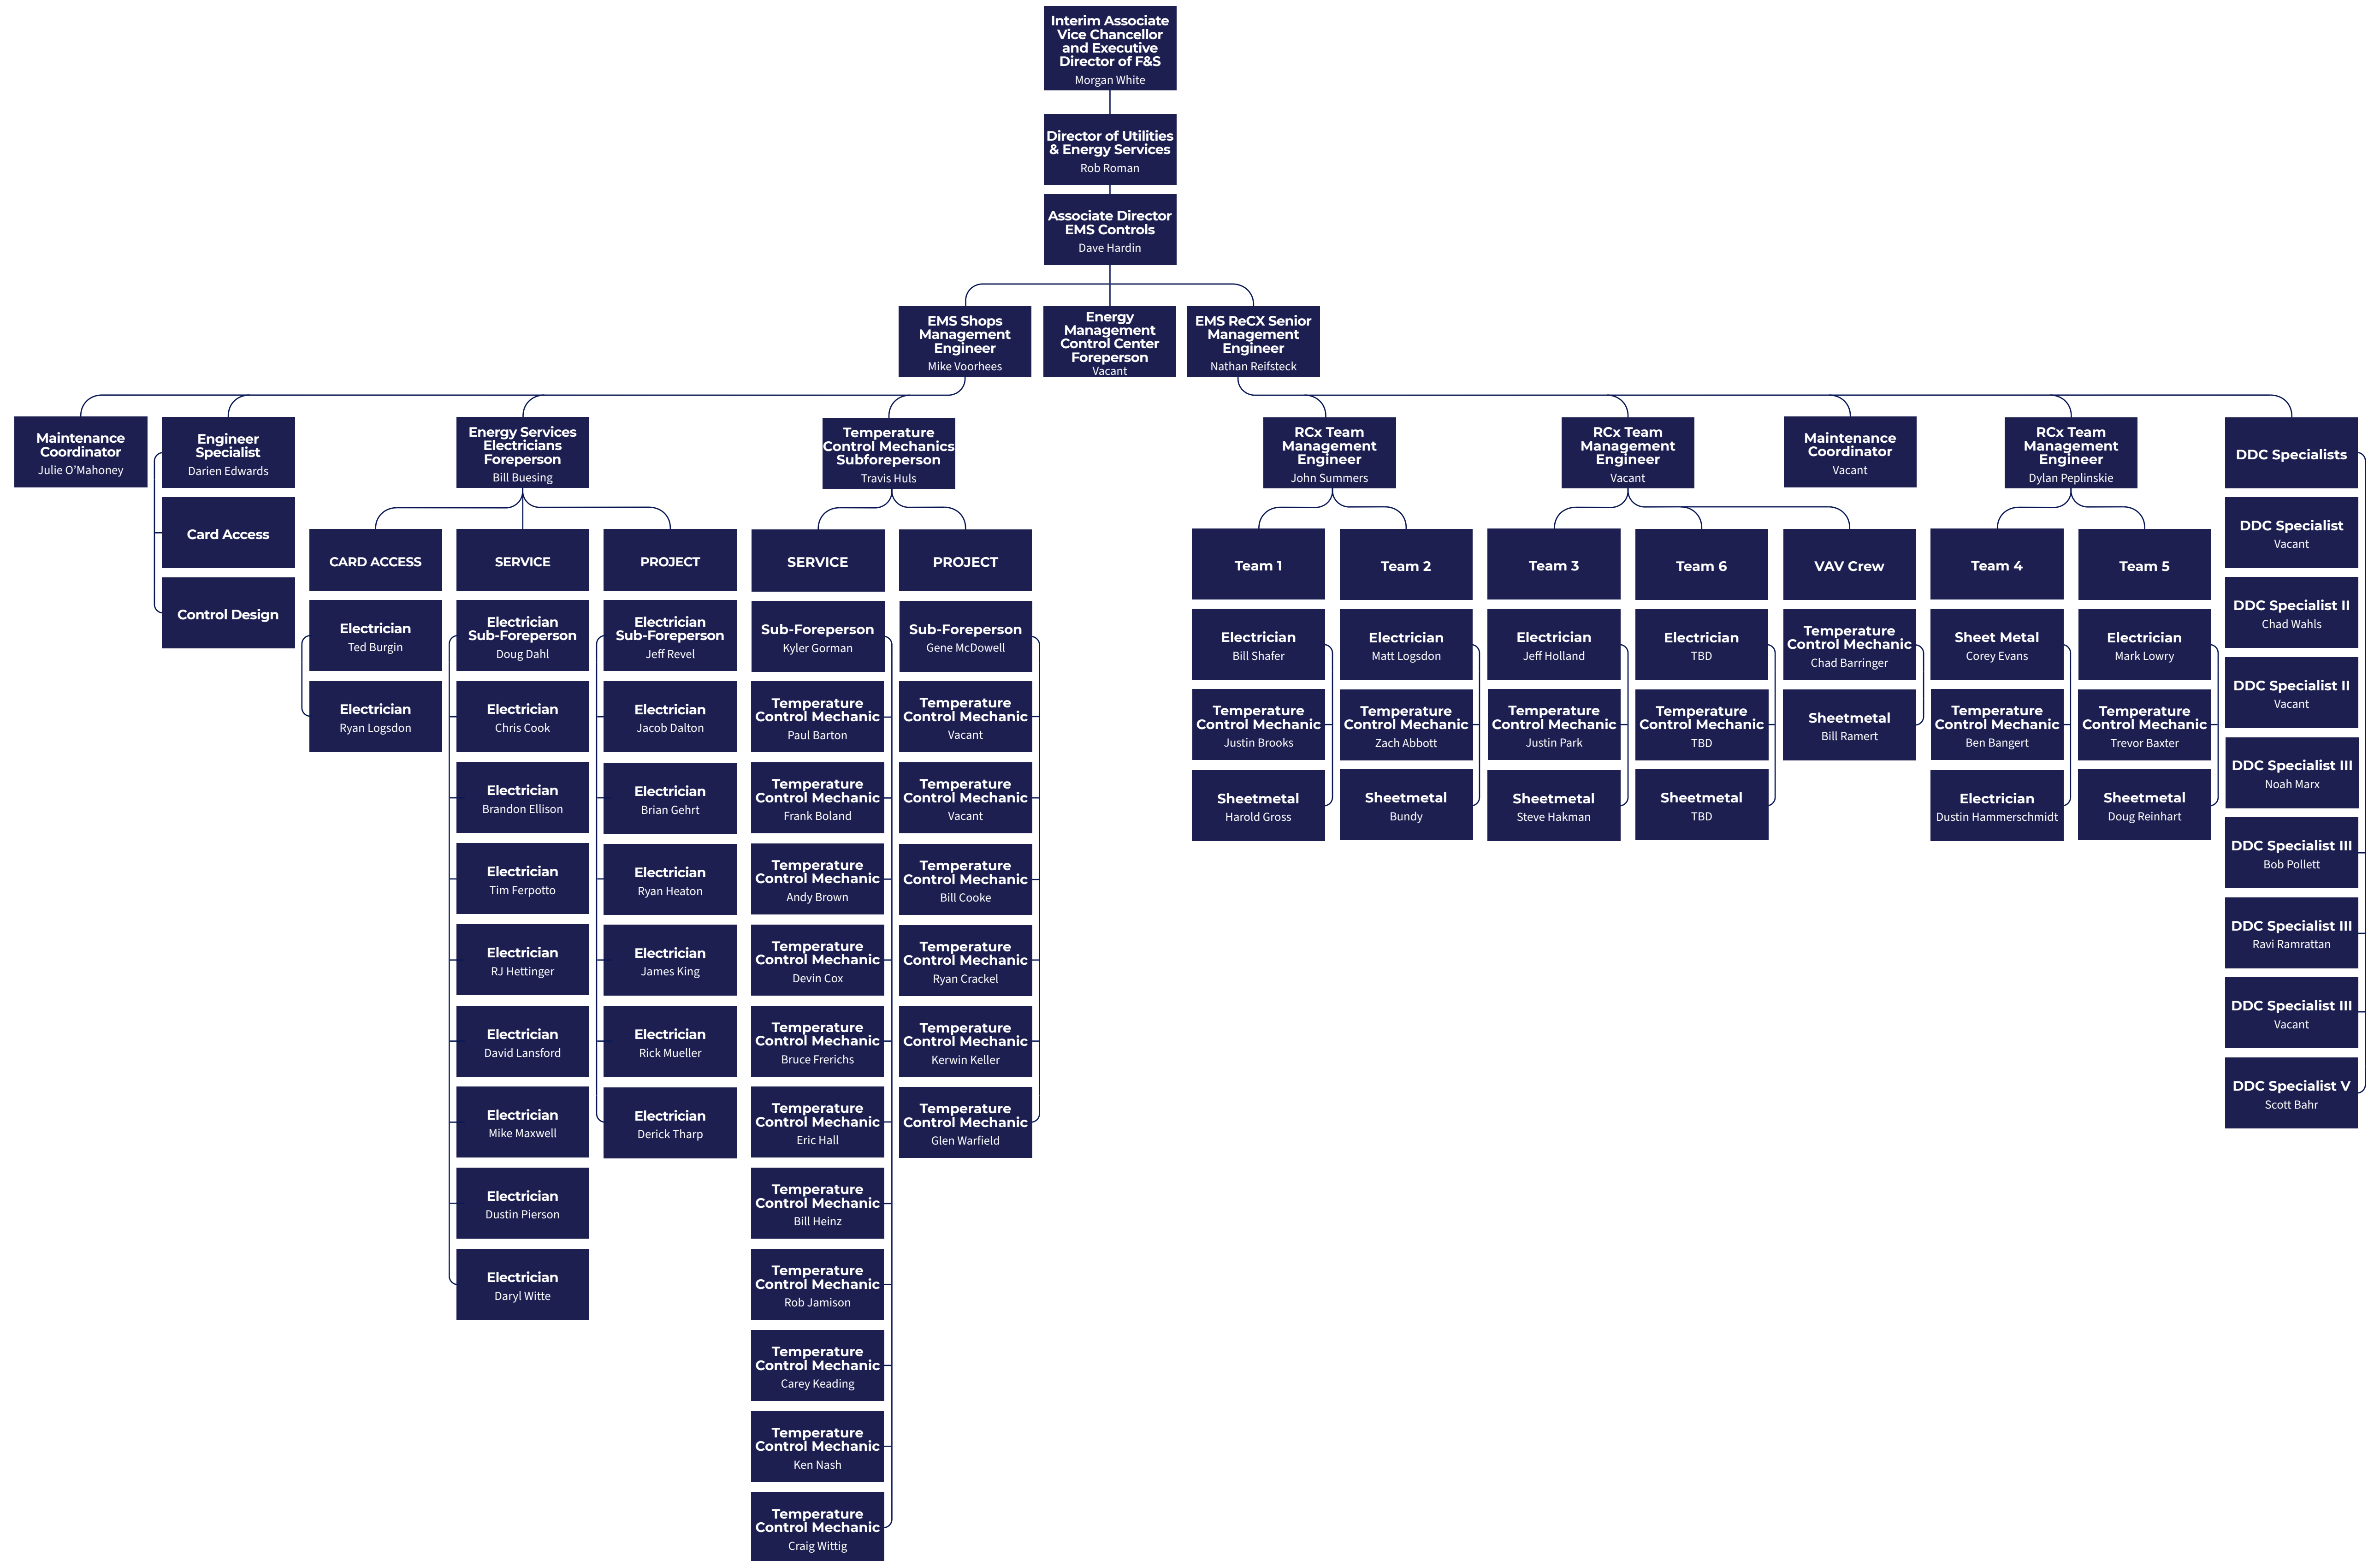 Interim Associate
Vice Chancellor
and Executive
Director of F&S
Morgan White
Director of Utilities
& Energy Services
Rob Roman
Associate Director
EMS Controls
Dave Hardin
EMS Shops
Management
Engineer
Mike Voorhees
Energy
Management
Control Center
Foreperson
Vacant
EMS ReCX Senior
Management
Engineer
Nathan Reifsteck
Maintenance
Coordinator
Julie O'Mahoney
Engineer
Specialist
Darien Edwards
Card Access
Control Design
Energy Services
Electricians
Foreperson
Bill Buesing
CARD ACCESS
Electrician
Ted Burgin
Electrician
Ryan Logsdon
SERVICE
Electrician
Sub-Foreperson
Doug Dahl
Electrician
Chris Cook
Electrician
Brandon Ellison
Electrician
Tim Ferpotto
Electrician
RJ Hettinger
Electrician
David Lansford
Electrician
Mike Maxwell
Electrician
Dustin Pierson
Electrician
Daryl Witte
PROJECT
Electrician
Sub-Foreperson
Jeff Revel
Electrician
Jacob Dalton
Electrician
Brian Gehrt
Electrician
Ryan Heaton
Electrician
James King
Electrician
Rick Mueller
Electrician
Derick Tharp
Temperature
Control Mechanics
Subforeperson
Travis Huls
SERVICE
Sub-Foreperson
Kyler Gorman
Temperature
Control Mechanic
Paul Barton
Temperature
Control Mechanic
Frank Boland
Temperature
Control Mechanic
Andy Brown
Temperature
Control Mechanic
Devin Cox
Temperature
Control Mechanic
Bruce Frerichs
Temperature
Control Mechanic
Eric Hall
Temperature
Control Mechanic
Bill Heinz
Temperature
Control Mechanic
Rob Jamison
Temperature
Control Mechanic
Carey Keading
Temperature
Control Mechanic
Ken Nash
Temperature
Control Mechanic
Craig Wittig
PROJECT
Sub-Foreperson
Gene McDowell
Temperature
Control Mechanic
Vacant
Temperature
Control Mechanic
Vacant
Temperature
Control Mechanic
Bill Cooke
Temperature
Control Mechanic
Ryan Crackel
Temperature
Control Mechanic
Kerwin Keller
Temperature
Control Mechanic
Glen Warfield
RCx Team
Management
Engineer
John Summers
Team 1
Electrician
Bill Shafer
Temperature
Control Mechanic
Justin Brooks
Sheetmetal
Harold Gross
Team 2
Electrician
Matt Logsdon
Temperature
Control Mechanic
Zach Abbott
Sheetmetal
Bundy
RCx Team
Management
Engineer
Vacant
Team 3
Electrician
Jeff Holland
Temperature
Control Mechanic
Justin Park
Sheetmetal
Steve Hakman
Team 6
Electrician
TBD
Temperature
Control Mechanic
TBD
Sheetmetal
TBD
VAV Crew
Temperature
Control Mechanic
Chad Barringer
Sheetmetal
Bill Ramert
Maintenance
Coordinator
Vacant
RCx Team
Management
Engineer
Dylan Peplinskie
Team 4
Sheet Metal
Corey Evans
Temperature
Control Mechanic
Ben Bangert
Electrician
Dustin Hammerschmidt
Team 5
Electrician
Mark Lowry
Temperature
Control Mechanic
Trevor Baxter
Sheetmetal
Doug Reinhart
DDC Specialists
DDC Specialist
Vacant
DDC Specialist II
Chad Wahls
DDC Specialist II
Vacant
DDC Specialist III
Noah Marx
DDC Specialist III
Bob Pollett
DDC Specialist III
Ravi Ramrattan
DDC Specialist III
Vacant
DDC Specialist V
Scott Bahr